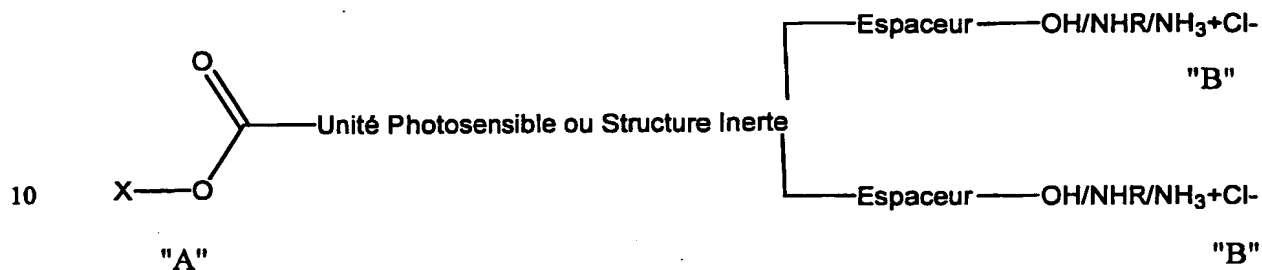 Espaceur OH/NHR/NH3+Cl-
"B"
O
Unité Photosensible ou Structure Inerte
10 X O Espaceur OH/NHR/NH3+Cl-
"A" "B"